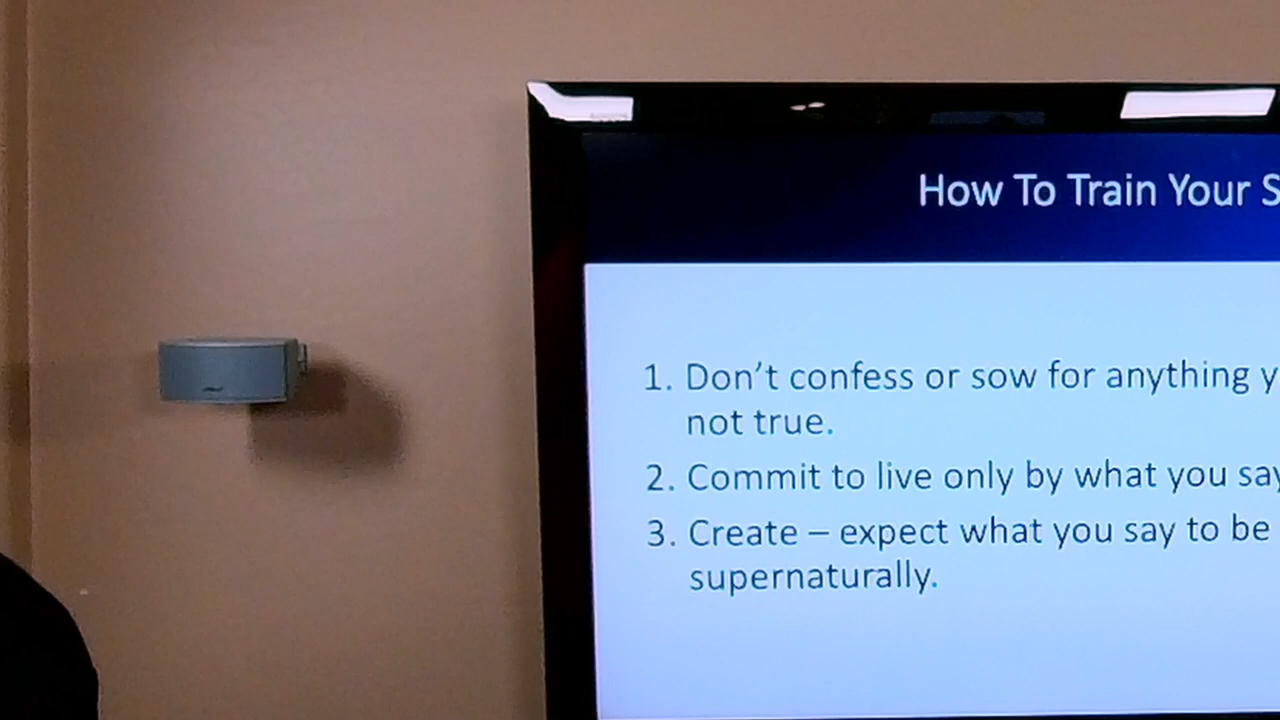 How To Train Your S
1. Don't confess or sow for anything y
not true.
2. Commit to live only by what you say
3. Create – expect what you say to be
supernaturally.